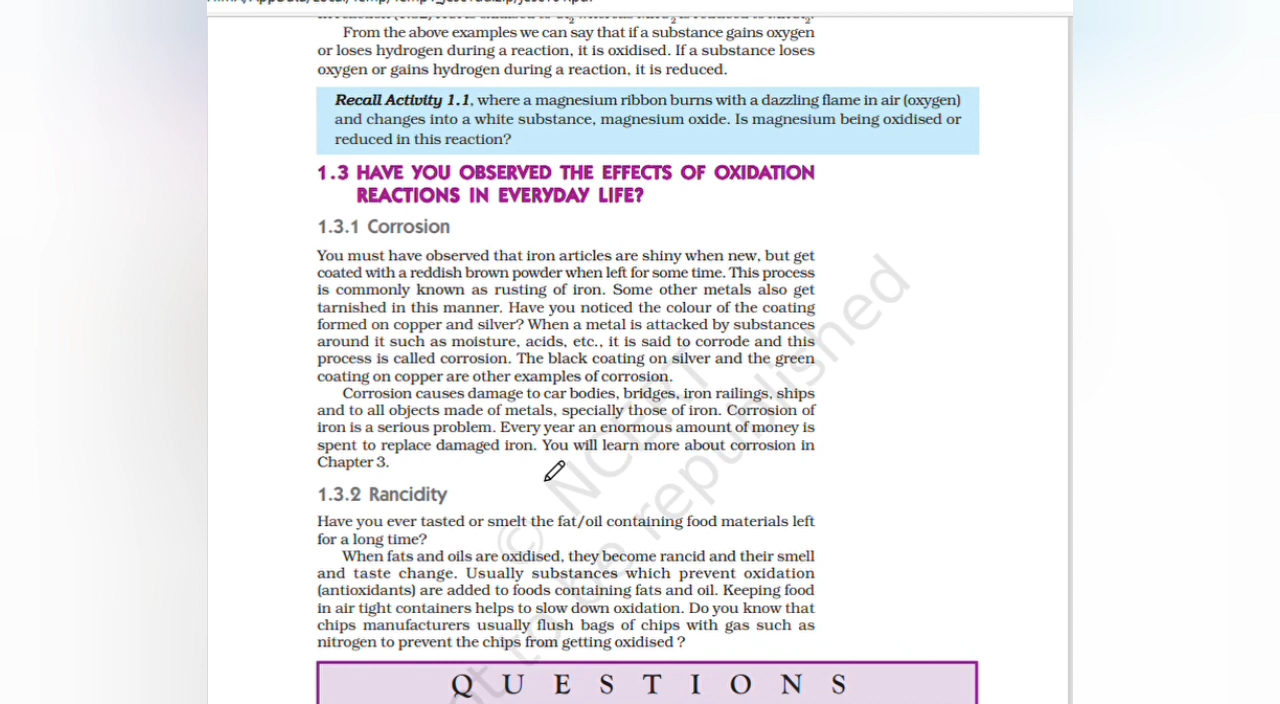 From the above examples we can say that if a substance gains oxygen
or loses hydrogen during a reaction, it is oxidised. If a substance loses
oxygen or gains hydrogen during a reaction, it is reduced.
Recall Activity 1.1, where a magnesium ribbon burns with a dazzling flame in air (oxygen)
and changes into a white substance, magnesium oxide. Is magnesium being oxidised or
reduced in this reaction?
1.3 HAVE YOU OBSERVED THE EFFECTS OF OXIDATION
REACTIONS IN EVERYDAY LIFE?
1.3.1 Corrosion
You must have observed that iron articles are shiny when new, but get
coated with a reddish brown powder when left for some time. This process
is commonly known as rusting of iron. Some other metals also get
tarnished in this manner. Have you noticed the colour of the coating
formed on copper and silver? When a metal is attacked by substances
around it such as moisture, acids, etc., it is said to corrode and this
process is called corrosion. The black coating on silver and the green
coating on copper are other examples of corrosion.
Corrosion causes damage to car bodies, bridges, iron railings, ships
and to all objects made of metals, specially those of iron. Corrosion of
iron is a serious problem. Every year an enormous amount of money is
spent to replace damaged iron. You will learn more about corrosion in
Chapter 3.
1.3.2 Rancidity
Have you ever tasted or smelt the fat/oil containing food materials left
for a long time?
When fats and oils are oxidised, they become rancid and their smell
and taste change. Usually substances which prevent oxidation
(antioxidants) are added to foods containing fats and oil. Keeping food
in air tight containers helps to slow down oxidation. Do you know that
chips manufacturers usually flush bags of chips with gas such as
nitrogen to prevent the chips from getting oxidised ?
QUESTIONS
© NCERT
not to be republished